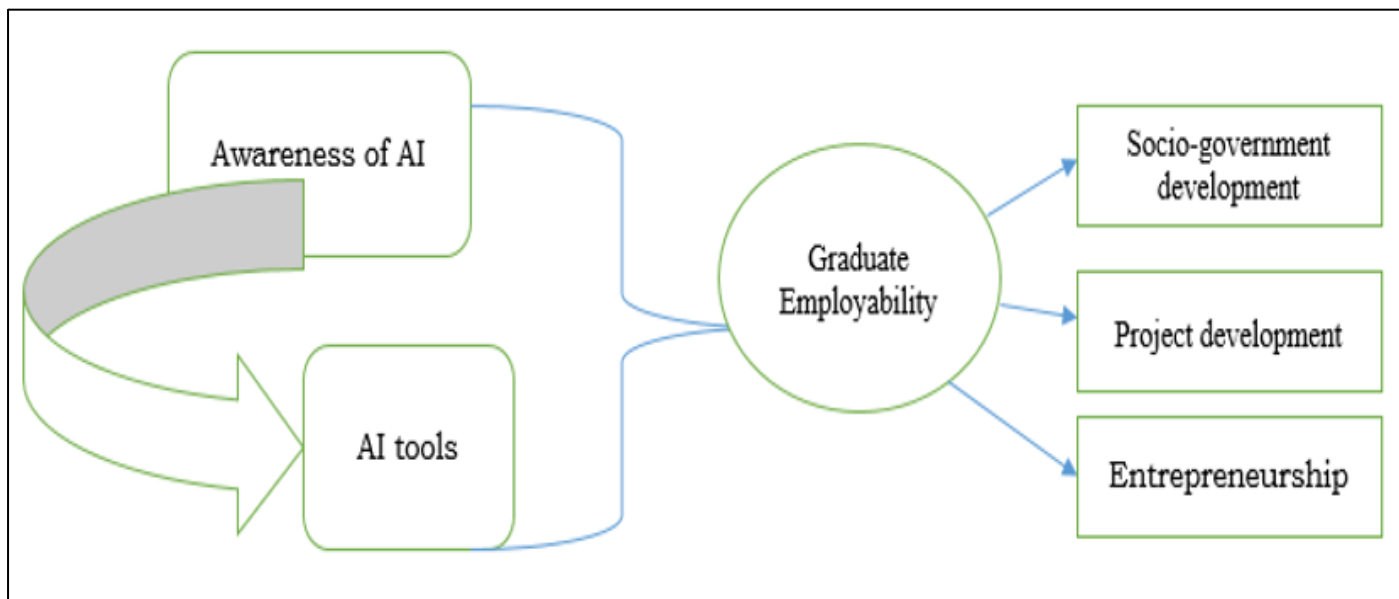 Awareness of AI
AI tools
Graduate
Employability
Socio-government
development
Project development
Entrepreneurship